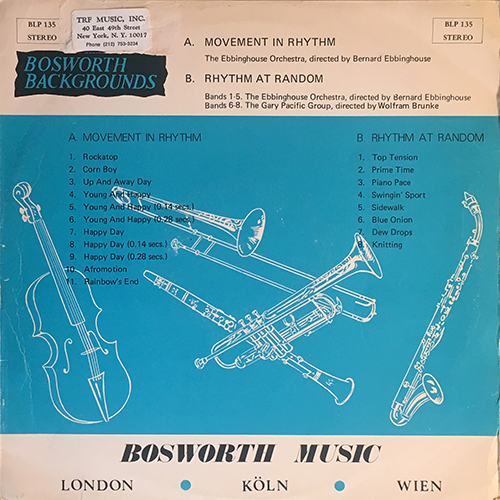 BLP 135
STEREO
TRF MUSIC, INC.
40 East 49th Street
New York, N. Y. 10017
Phone (212) 753-3234
BLP 135
STEREO
BOSWORTH
BACKGROUNDS
A. MOVEMENT IN RHYTHM
The Ebbinghouse Orchestra, directed by Bernard Ebbinghouse
B. RHYTHM AT RANDOM
Bands 1-5. The Ebbinghouse Orchestra, directed by Bernard Ebbinghouse
Bands 6-8. The Gary Pacific Group, directed by Wolfram Brunke
A. MOVEMENT IN RHYTHM
1. Rockatop
2. Corn Boy
3. Up And Away Day
4. Young And Happy
5. Young And Happy (0.14 secs.)
6. Young And Happy (0.28 secs.)
7. Happy Day
8. Happy Day (0.14 secs.)
9. Happy Day (0.28 secs.)
10. Afromotion
11. Rainbow's End
B. RHYTHM AT RANDOM
1. Top Tension
2. Prime Time
3. Piano Pace
4. Swingin' Sport
5. Sidewalk
6. Blue Onion
7. Dew Drops
8. Knitting
BOSWORTH MUSIC
LONDON • KÖLN • WIEN